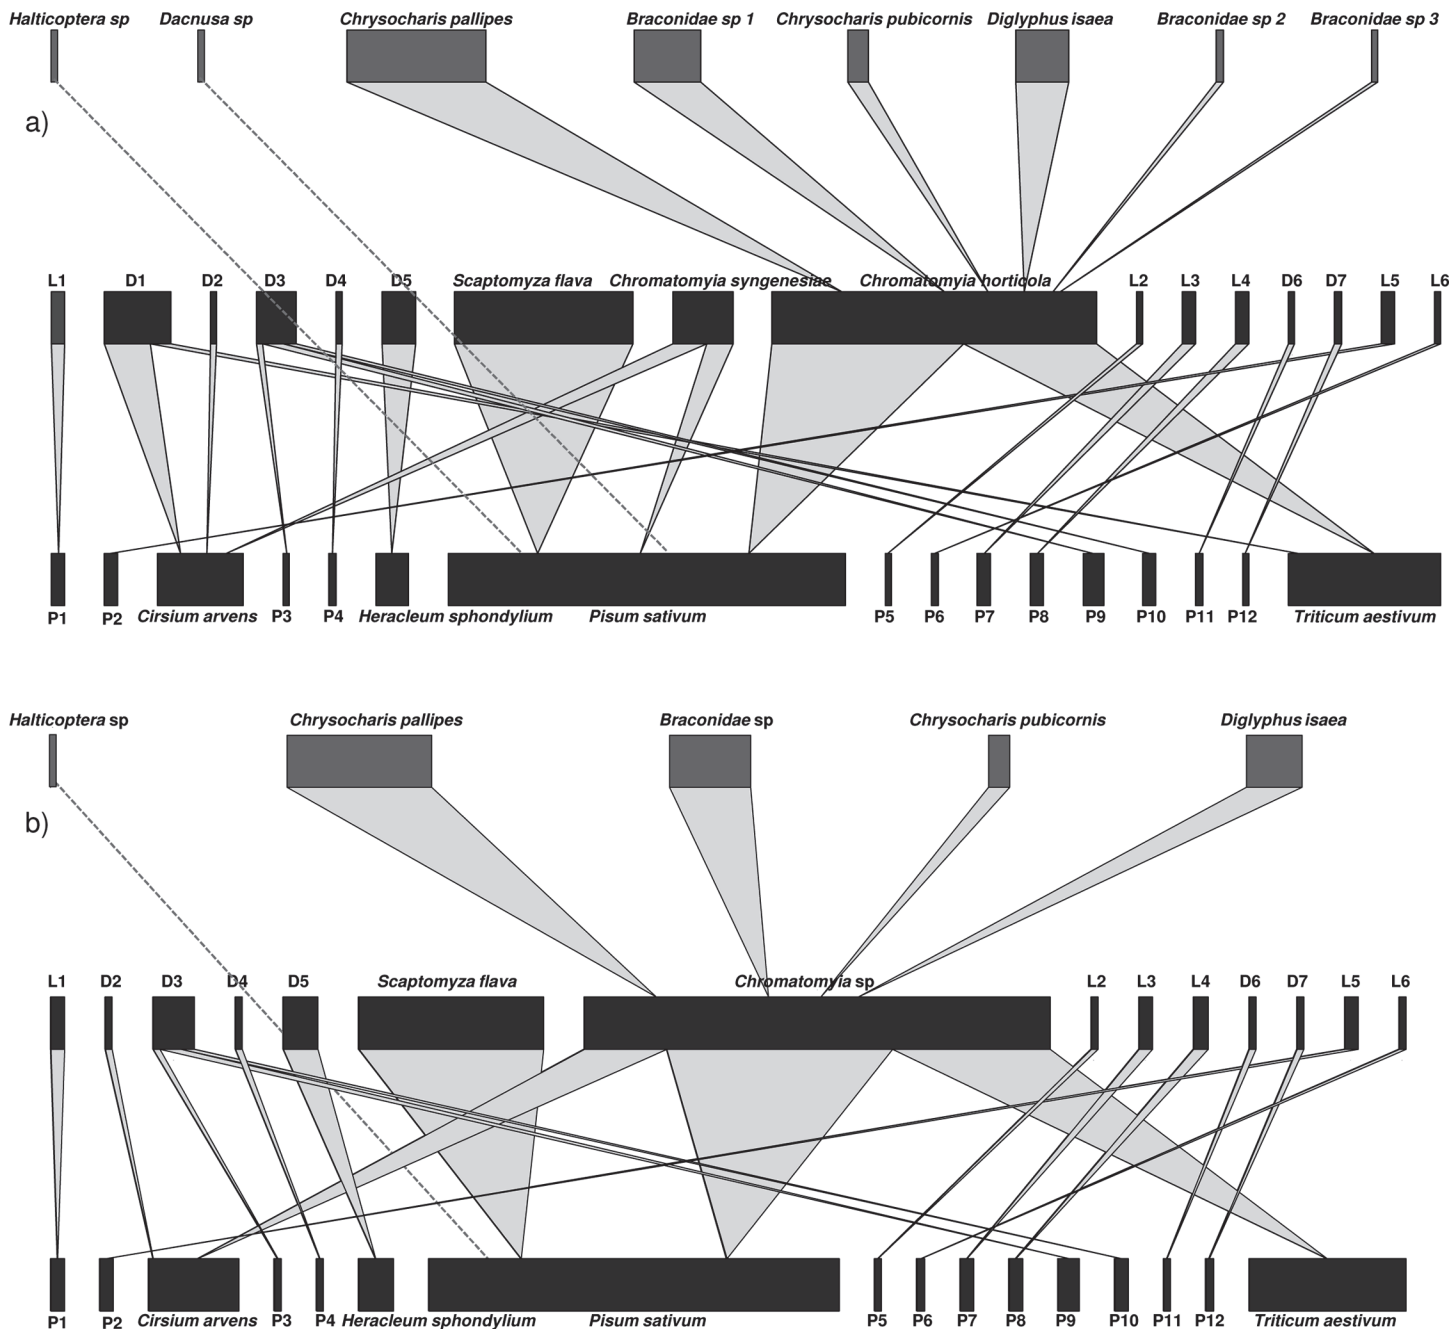 Halticoptera sp Dacnusa sp Chrysocharis pallipes Braconidae sp 1 Chrysocharis pubicornis Diglyphus isaea Braconidae sp 2 Braconidae sp 3
a)
L1 D1 D2 D3 D4 D5 Scaptomyza flava Chromatomyia syngenesiae Chromatomyia horticola L2 L3 L4 D6 D7 L5 L6
P1 P2 Cirsium arvens P3 P4 Heracleum sphondylium Pisum sativum P5 P6 P7 P8 P9 P10 P11 P12 Triticum aestivum
Halticoptera sp Chrysocharis pallipes Braconidae sp Chrysocharis pubicornis Diglyphus isaea
b)
L1 D2 D3 D4 D5 Scaptomyza flava Chromatomyia sp L2 L3 L4 D6 D7 L5 L6
P1 P2 Cirsium arvens P3 P4 Heracleum sphondylium Pisum sativum P5 P6 P7 P8 P9 P10 P11 P12 Triticum aestivum